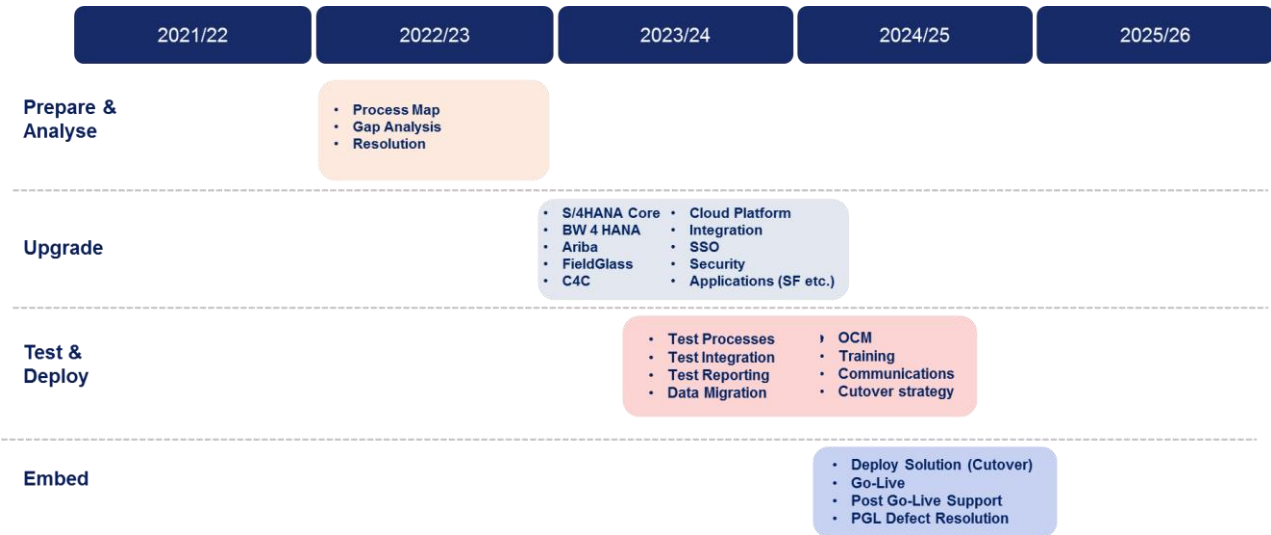 2021/22
2022/23
2023/24
2024/25
2025/26
Prepare &
Analyse
• Process Map
• Gap Analysis
• Resolution
Upgrade
• S/4HANA Core
• BW 4 HANA
• Ariba
• FieldGlass
• C4C
• Cloud Platform
• Integration
• SSO
• Security
• Applications (SF etc.)
Test &
Deploy
• Test Processes
• Test Integration
• Test Reporting
• Data Migration
• OCM
• Training
• Communications
• Cutover strategy
Embed
• Deploy Solution (Cutover)
• Go-Live
• Post Go-Live Support
• PGL Defect Resolution